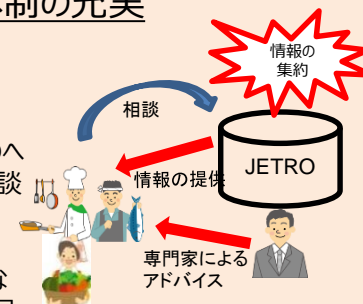 制の充実
情報の
集約
相談
へ
談
情報の提供
JETRO
専門家による
アドバイス
な